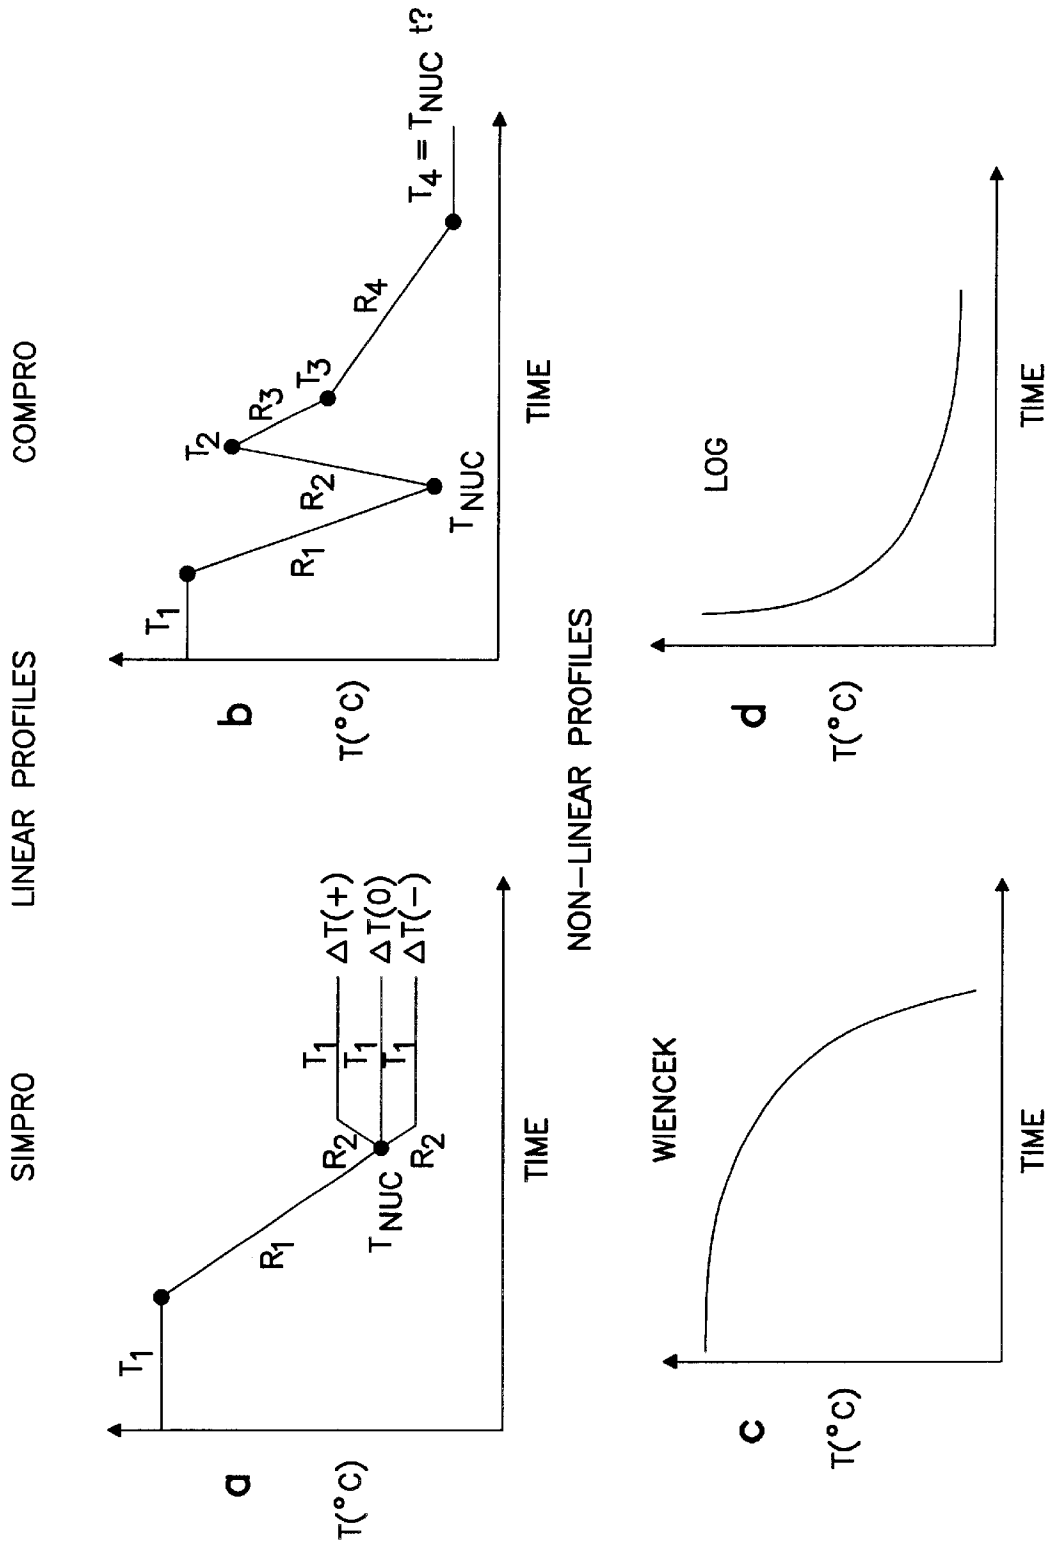 LINEAR PROFILES
SIMPRO
a
T(°C)
T1
R1
TNUC
R2
R2
T1
T1
T1
ΔT(+)
ΔT(0)
ΔT(−)
TIME
COMPRO
b
T(°C)
T1
R1
TNUC
R2
T2
R3
T3
R4
T4 = TNUC t?
TIME
NON−LINEAR PROFILES
WIENCEK
c
T(°C)
TIME
LOG
d
T(°C)
TIME